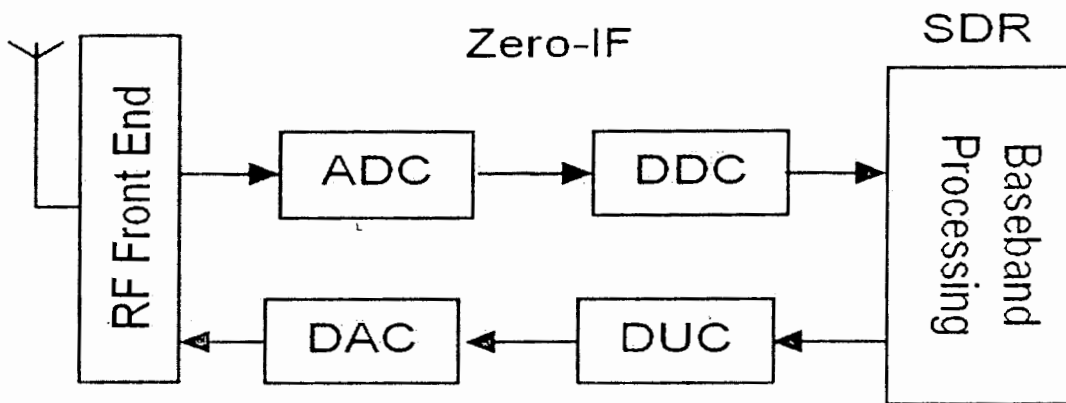 Zero-IF
SDR
RF Front End
ADC
DDC
Baseband
Processing
DAC
DUC